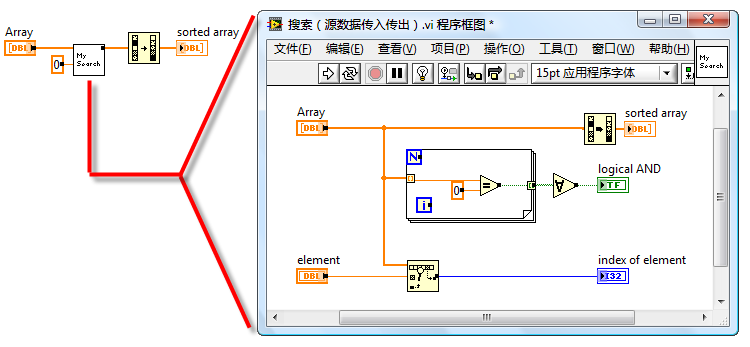 Array
DBL
My
Search
0
sorted array
DBL
搜索（源数据传入传出）.vi 程序框图 *
文件(F) 编辑(E) 查看(V) 项目(P) 操作(O) 工具(T) 窗口(W) 帮助(H)
My
Search
15pt 应用程序字体
Array
DBL
sorted array
DBL
N
0
=
i
∀
logical AND
TF
element
DBL
?
index of element
I32